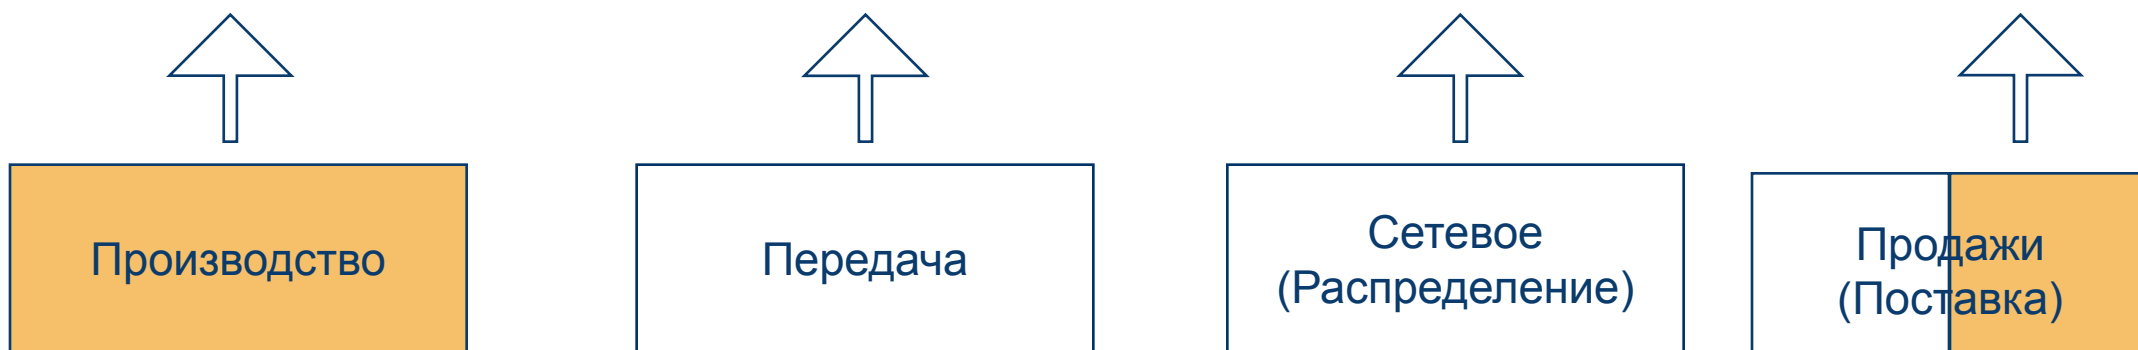 Производство
Передача
Сетевое
(Распределение)
Продажи
(Поставка)